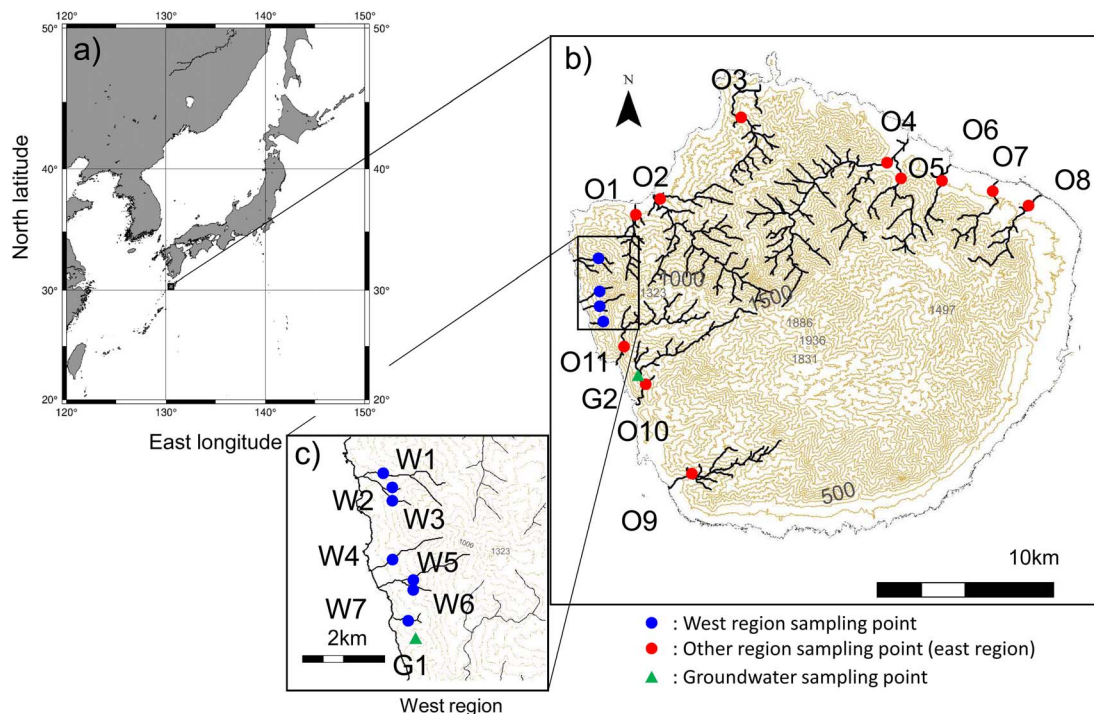 120° 130° 140° 150°
50° 50°
a)
40° 40°
30° 30°
20° 20°
120° 130° 140° 150°
North latitude
East longitude
b)
N
O3
O4
O6
O5
O7
O8
O1
O2
1000
1323
1500
1497
1886
1936
1831
O11
G2
O10
O9
500
10km
c)
W1
W2
W3
W4
W5
1000
1323
W6
W7
2km
G1
West region
: West region sampling point
: Other region sampling point (east region)
: Groundwater sampling point